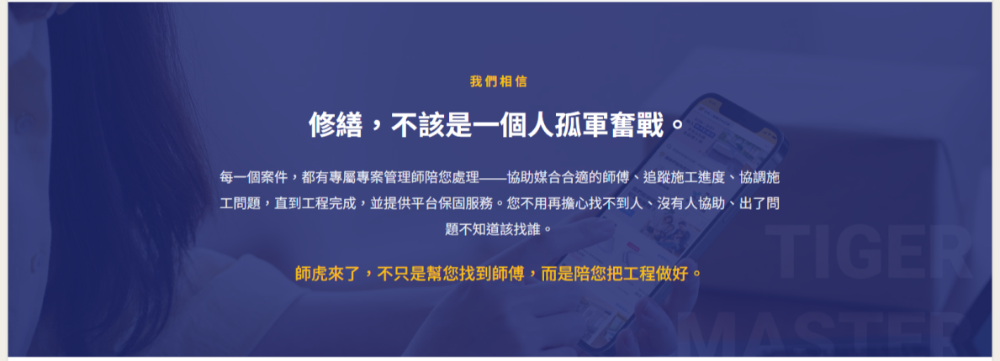 我們相信
修繕，不該是一個人孤軍奮戰。
每一個案件，都有專屬專案管理師陪您處理——協助媒合合適的師傅、追蹤施工進度、協調施
工問題，直到工程完成，並提供平台保固服務。您不用再擔心找不到人、沒有人協助、出了問
題不知道該找誰。
師虎來了，不只是幫您找到師傅，而是陪您把工程做好。
TIGER
MASTER